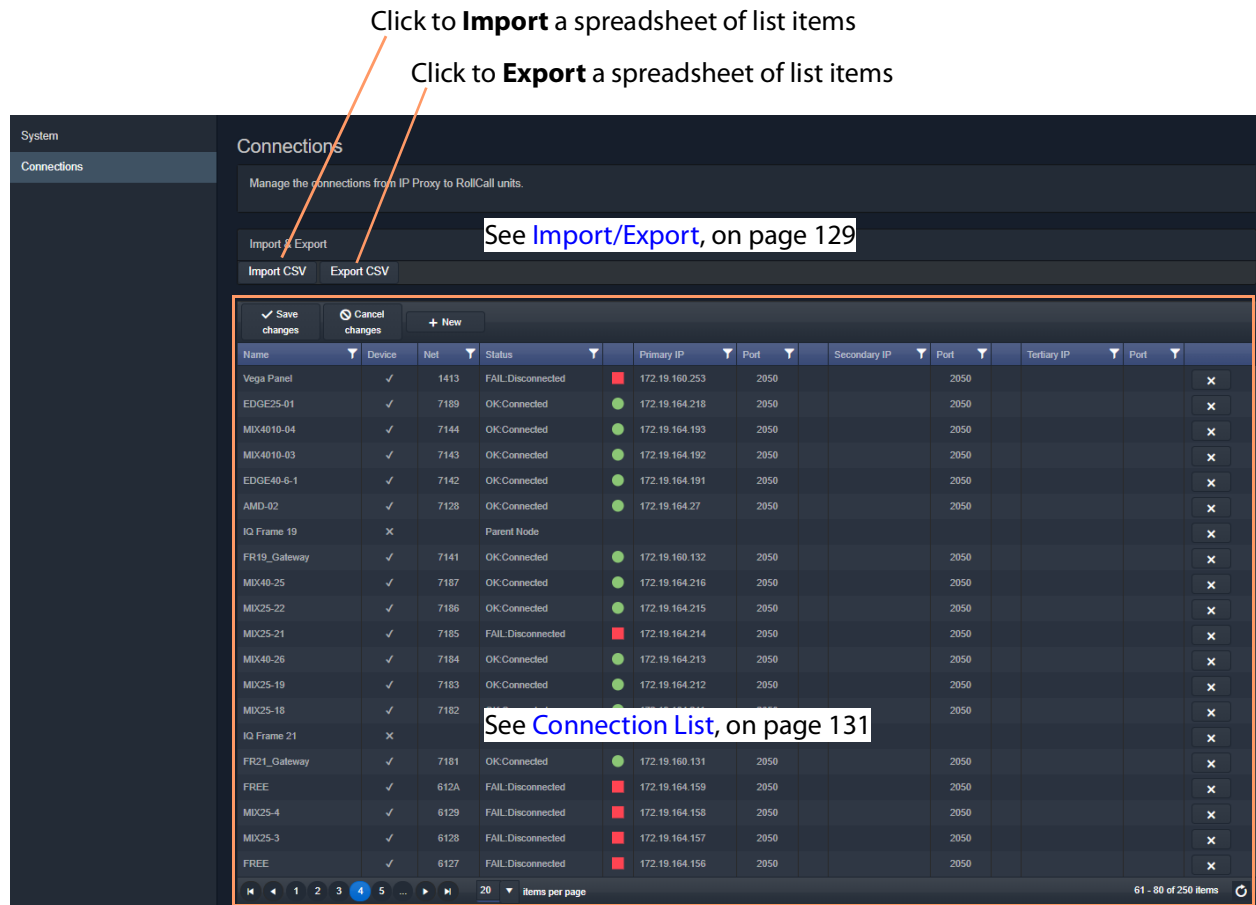 Click to Import a spreadsheet of list items
Click to Export a spreadsheet of list items
System
Connections
Connections
Manage the connections from IP Proxy to RollCall units.
Import & Export
See Import/Export, on page 129
Import CSV Export CSV
Save changes Cancel changes + New
Name Device Net Status Primary IP Port Secondary IP Port Tertiary IP Port
Vega Panel ✓ 1413 FAIL:Disconnected 172.19.160.253 2050 2050 ×
EDGE25-01 ✓ 7189 OK:Connected 172.19.164.218 2050 2050 ×
MIX4010-04 ✓ 7144 OK:Connected 172.19.164.193 2050 2050 ×
MIX4010-03 ✓ 7143 OK:Connected 172.19.164.192 2050 2050 ×
EDGE40-6-1 ✓ 7142 OK:Connected 172.19.164.191 2050 2050 ×
AMD-02 ✓ 7128 OK:Connected 172.19.164.27 2050 2050 ×
IQ Frame 19 × Parent Node ×
FR19_Gateway ✓ 7141 OK:Connected 172.19.160.132 2050 2050 ×
MIX40-25 ✓ 7187 OK:Connected 172.19.164.216 2050 2050 ×
MIX25-22 ✓ 7186 OK:Connected 172.19.164.215 2050 2050 ×
MIX25-21 ✓ 7185 FAIL:Disconnected 172.19.164.214 2050 2050 ×
MIX40-26 ✓ 7184 OK:Connected 172.19.164.213 2050 2050 ×
MIX25-19 ✓ 7183 OK:Connected 172.19.164.212 2050 2050 ×
MIX25-18 ✓ 7182 2050 ×
See Connection List, on page 131
IQ Frame 21 × ×
FR21_Gateway ✓ 7181 OK:Connected 172.19.160.131 2050 2050 ×
FREE ✓ 612A FAIL:Disconnected 172.19.164.159 2050 2050 ×
MIX25-4 ✓ 6129 FAIL:Disconnected 172.19.164.158 2050 2050 ×
MIX25-3 ✓ 6128 FAIL:Disconnected 172.19.164.157 2050 2050 ×
FREE ✓ 6127 FAIL:Disconnected 172.19.164.156 2050 2050 ×
1 2 3 4 5 ... 20 items per page 61 - 80 of 250 items